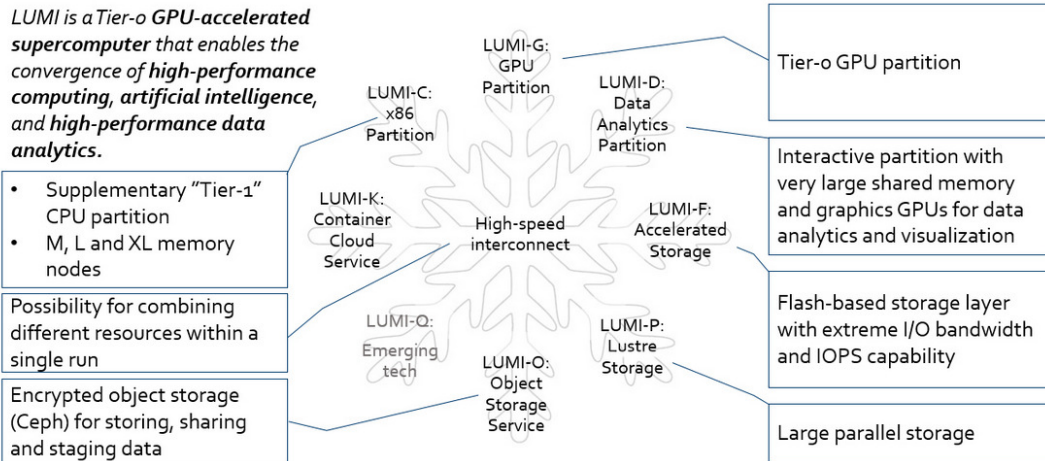 LUMI is a Tier-0 GPU-accelerated
supercomputer that enables the
convergence of high-performance
computing, artificial intelligence,
and high-performance data
analytics.
• Supplementary "Tier-1"
CPU partition
• M, L and XL memory
nodes
Possibility for combining
different resources within a
single run
Encrypted object storage
(Ceph) for storing, sharing
and staging data
LUMI-G:
GPU
Partition
LUMI-C:
x86
Partition
LUMI-D:
Data
Analytics
Partition
LUMI-K:
Container
Cloud
Service
High-speed
interconnect
LUMI-F:
Accelerated
Storage
LUMI-Q:
Emerging
tech
LUMI-O:
Object
Storage
Service
LUMI-P:
Lustre
Storage
Tier-0 GPU partition
Interactive partition with
very large shared memory
and graphics GPUs for data
analytics and visualization
Flash-based storage layer
with extreme I/O bandwidth
and IOPS capability
Large parallel storage